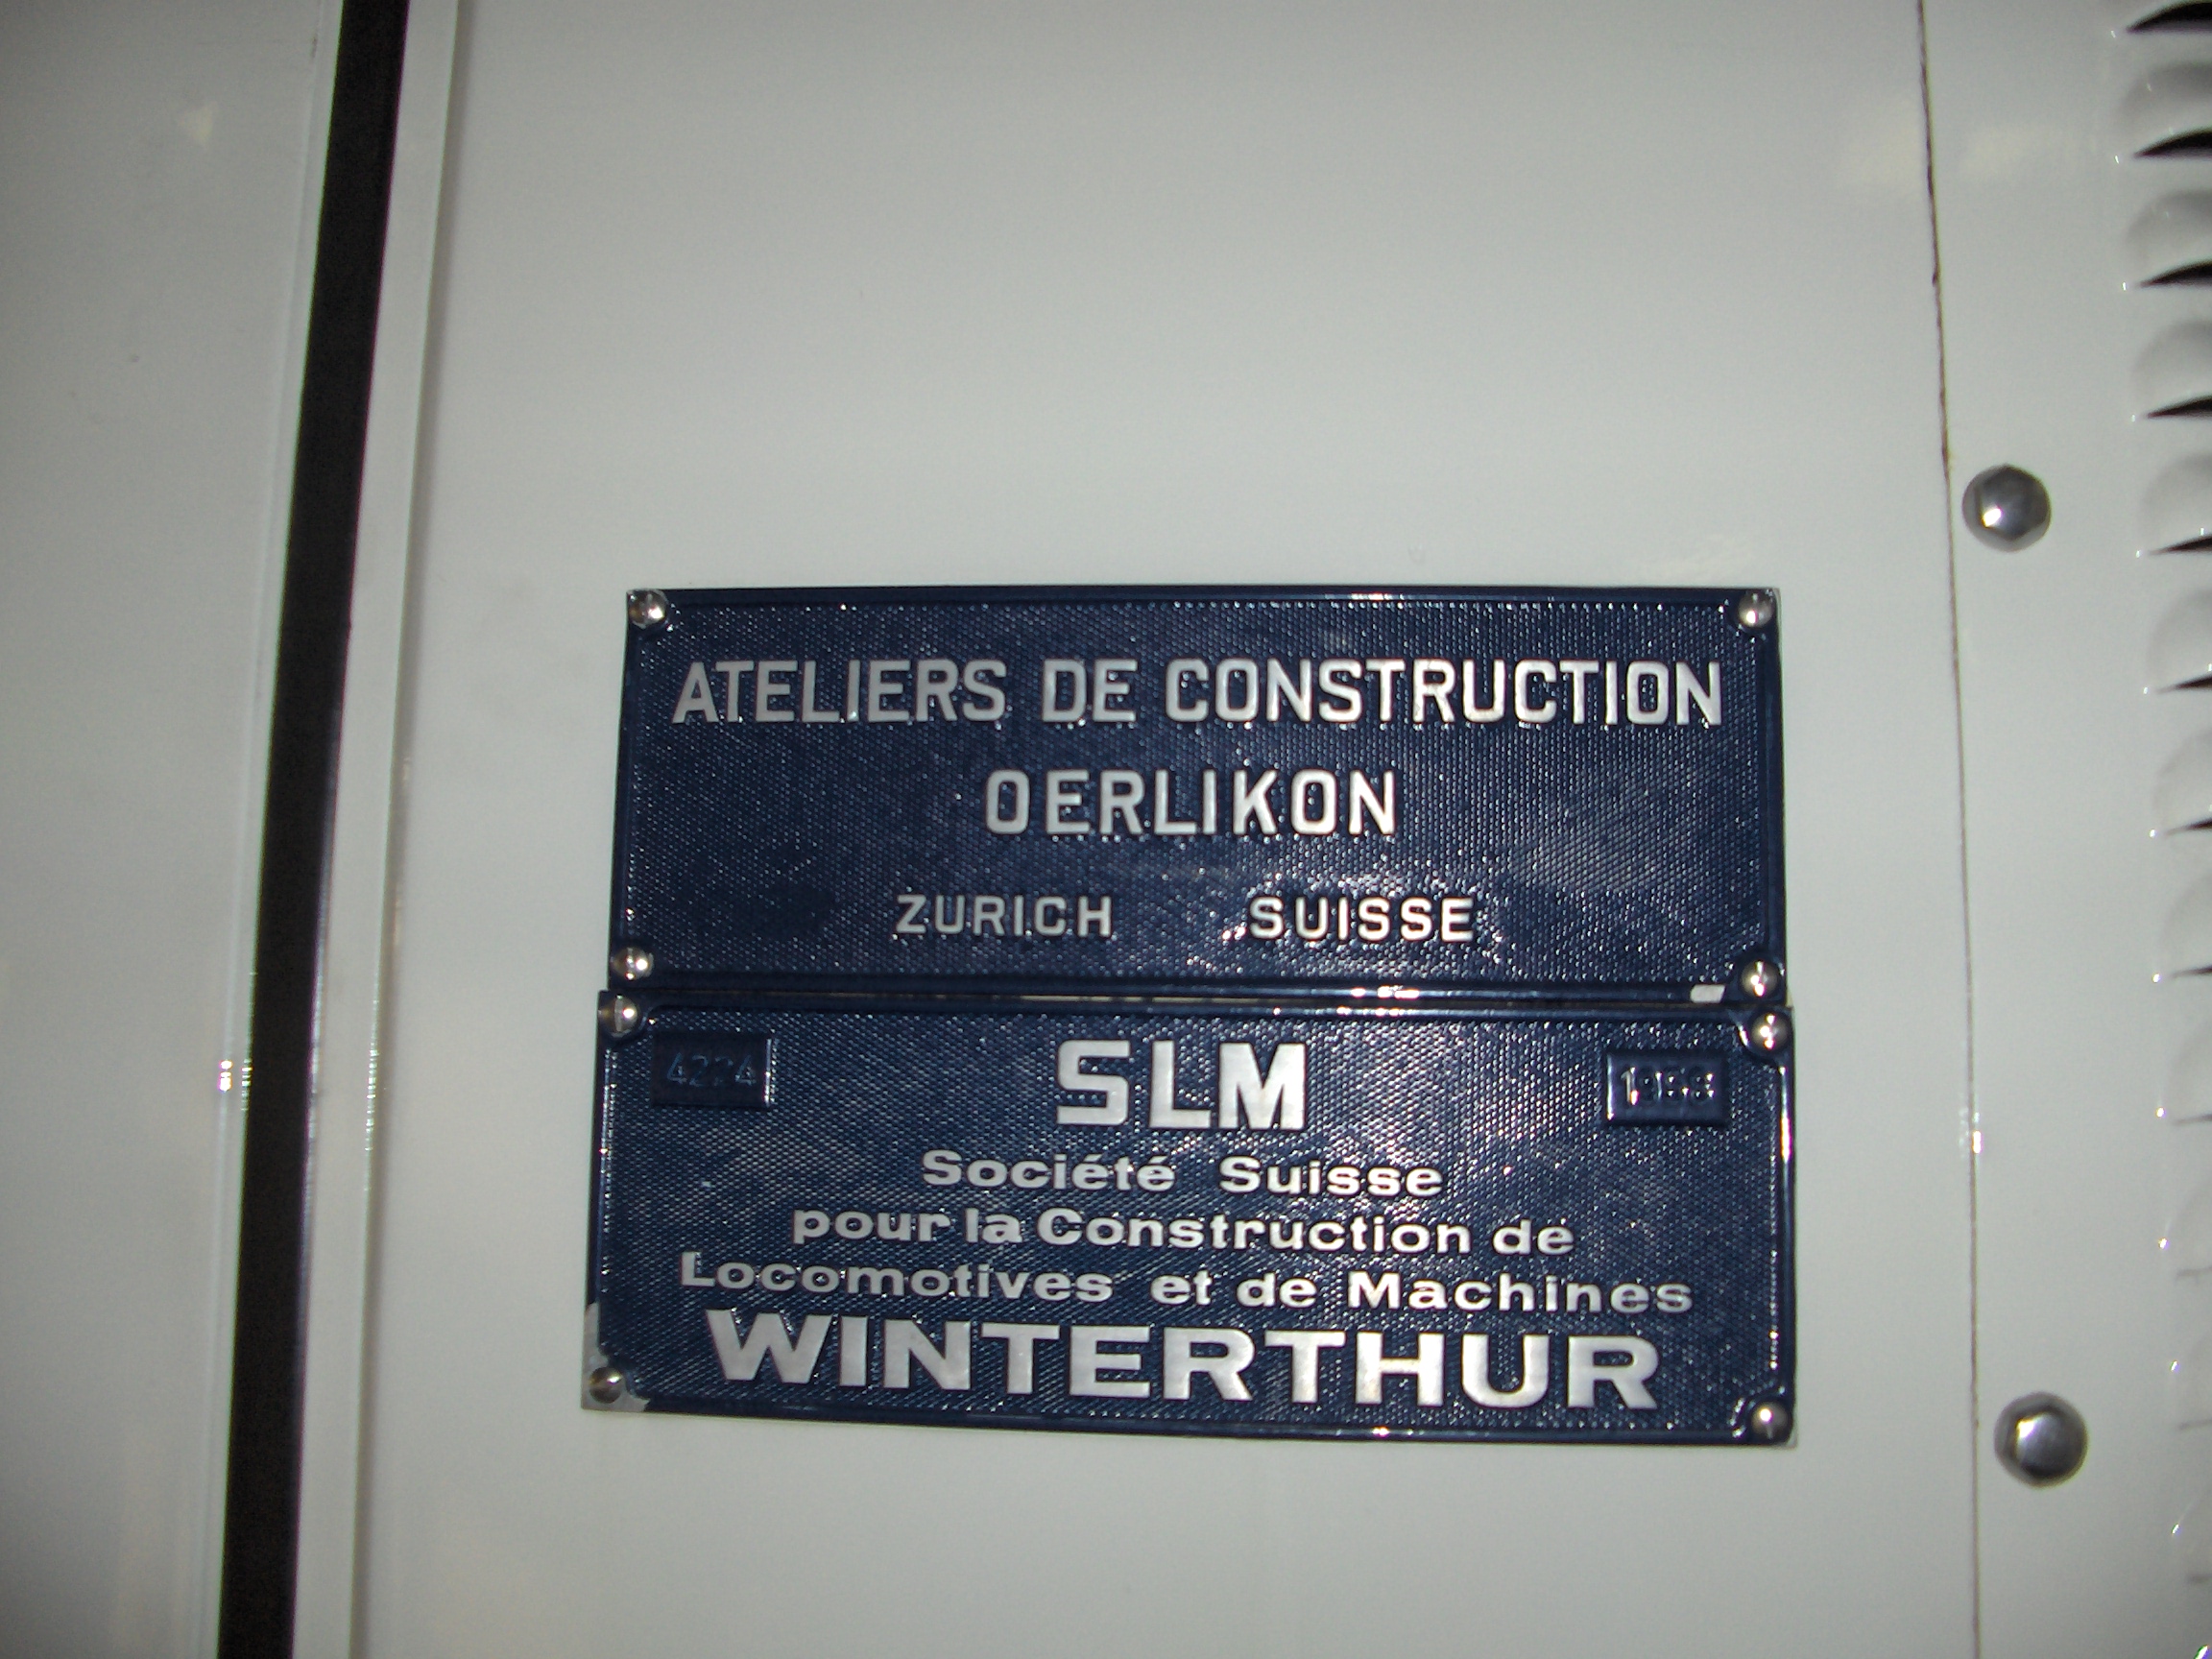 ATELIERS DE CONSTRUCTION
OERLIKON
ZURICH SUISSE
SLM
Société Suisse
pour la Construction de
Locomotives et de Machines
WINTERTHUR